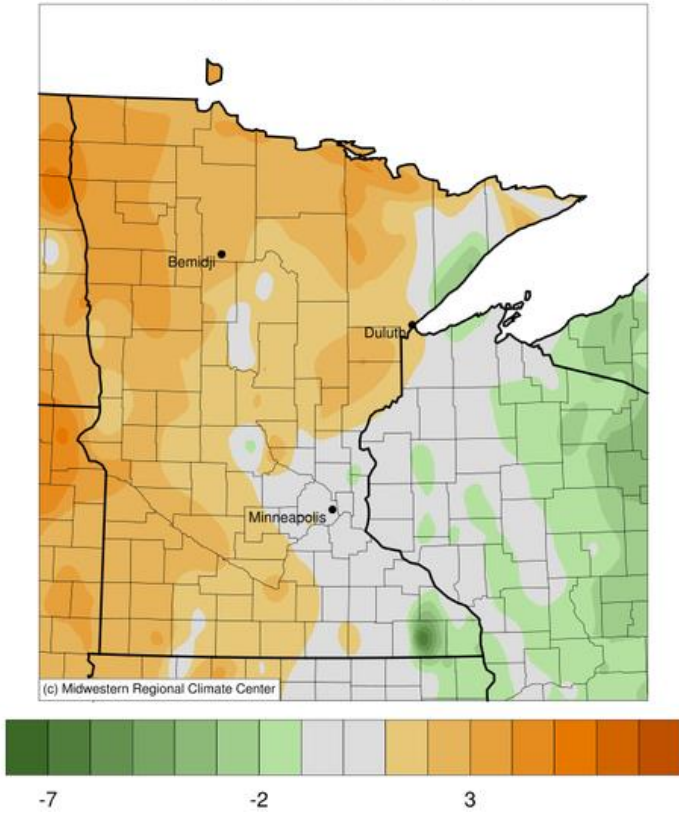 Bemidji
Duluth
Minneapolis
(c) Midwestern Regional Climate Center
-7 -2 3